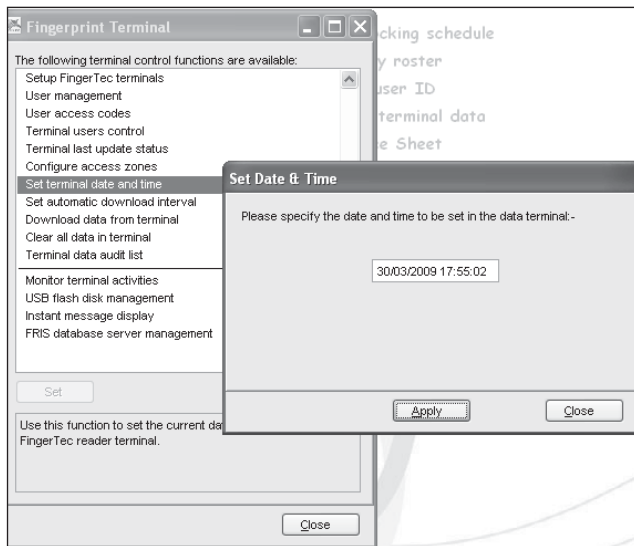 Fingerprint Terminal
The following terminal control functions are available:
Setup FingerTec terminals
User management
User access codes
Terminal users control
Terminal last update status
Configure access zones
Set terminal date and time
Set automatic download interval
Download data from terminal
Clear all data in terminal
Terminal data audit list
Monitor terminal activities
USB flash disk management
Instant message display
FRIS database server management
Set
Use this function to set the current
FingerTec reader terminal.
Close
cking schedule
y roster
user ID
terminal data
e Sheet
Set Date & Time
Please specify the date and time to be set in the data terminal:-
30/03/2009 17:55:02
Apply
Close